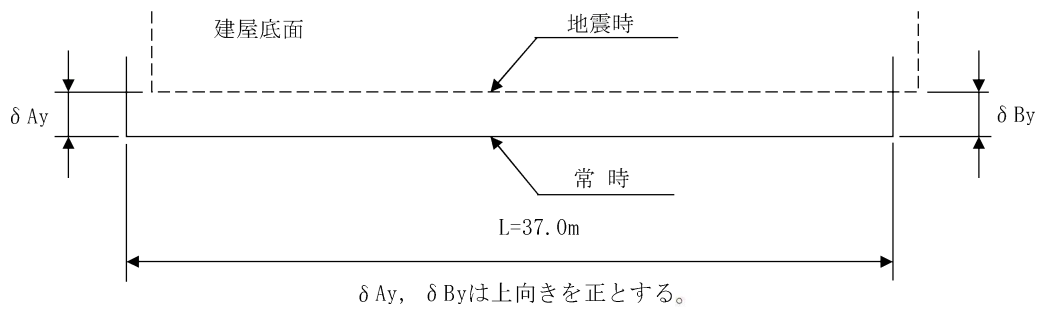 建屋底面
地震時
δAy
δBy
常 時
L=37.0m
δAy, δByは上向きを正とする。